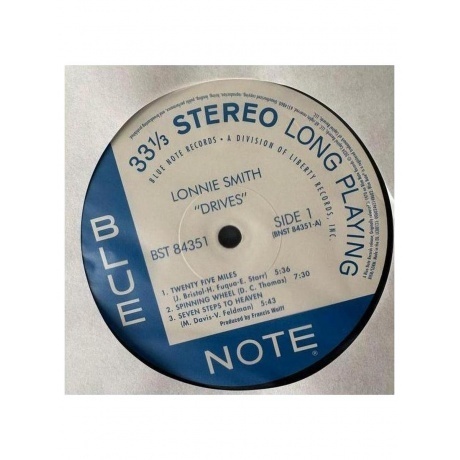 33 1/3 STEREO LONG PLAYING
BLUE NOTE RECORDS • A DIVISION OF LIBERTY RECORDS, INC
LONNIE SMITH
"DRIVES"
BST 84351
SIDE 1
(BNST 84351-A)
1. TWENTY FIVE MILES
(J. Bristol-H. Fuqua-E. Starr) 5:36
2. SPINNING WHEEL (D. C. Thomas) 7:30
3. SEVEN STEPS TO HEAVEN
(M. Davis-V. Feldman) 5:43
Produced by Francis Wolff
BLUE
NOTE®